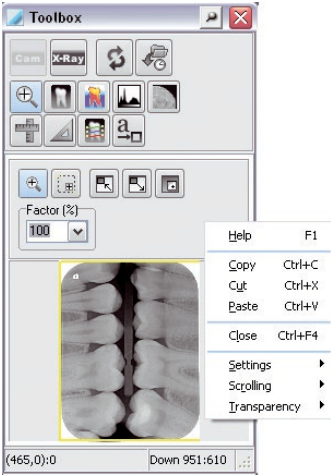 Toolbox
Cam X-Ray
a
Factor (%)
100
a
Help F1
Copy Ctrl+C
Cut Ctrl+X
Paste Ctrl+V
Close Ctrl+F4
Settings
Scrolling
Transparency
(465,0):0 Down 951:610